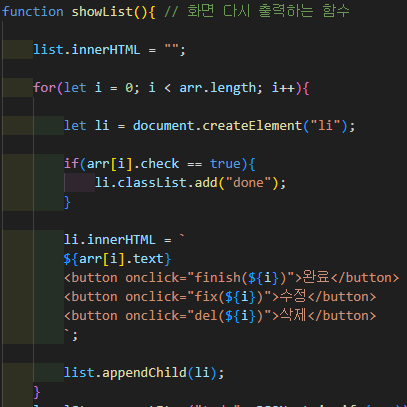 function showList(){ // 화면 다시 출력하는 함수
list.innerHTML = "";
for(let i = 0; i < arr.length; i++){
let li = document.createElement("li");
if(arr[i].check == true){
li.classList.add("done");
}
li.innerHTML = `
${arr[i].text}
<button onclick="finish(${i})">완료</button>
<button onclick="fix(${i})">수정</button>
<button onclick="del(${i})">삭제</button>
`;
list.appendChild(li);
}